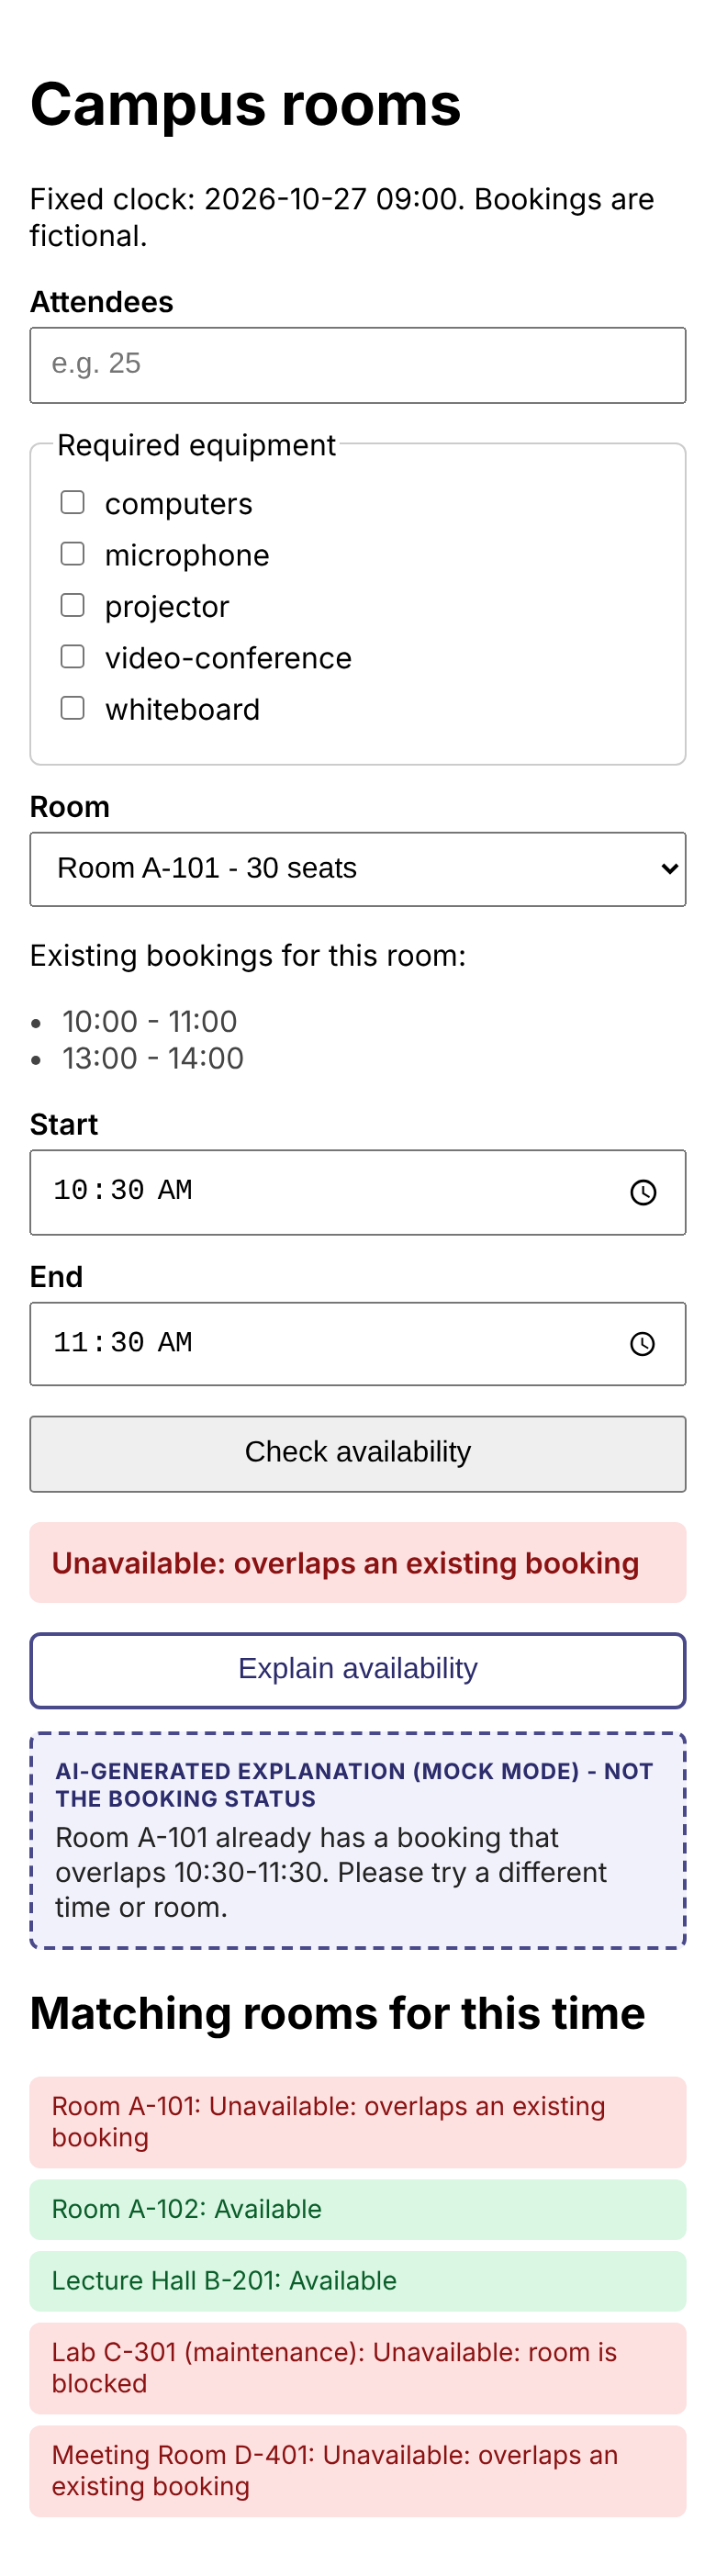 Campus rooms
Fixed clock: 2026-10-27 09:00. Bookings are
fictional.
Attendees
e.g. 25
Required equipment
computers
microphone
projector
video-conference
whiteboard
Room
Room A-101 - 30 seats
Existing bookings for this room:
• 10:00 - 11:00
• 13:00 - 14:00
Start
10:30 AM
End
11:30 AM
Check availability
Unavailable: overlaps an existing booking
Explain availability
AI-GENERATED EXPLANATION (MOCK MODE) - NOT
THE BOOKING STATUS
Room A-101 already has a booking that
overlaps 10:30-11:30. Please try a different
time or room.
Matching rooms for this time
Room A-101: Unavailable: overlaps an existing
booking
Room A-102: Available
Lecture Hall B-201: Available
Lab C-301 (maintenance): Unavailable: room is
blocked
Meeting Room D-401: Unavailable: overlaps an
existing booking